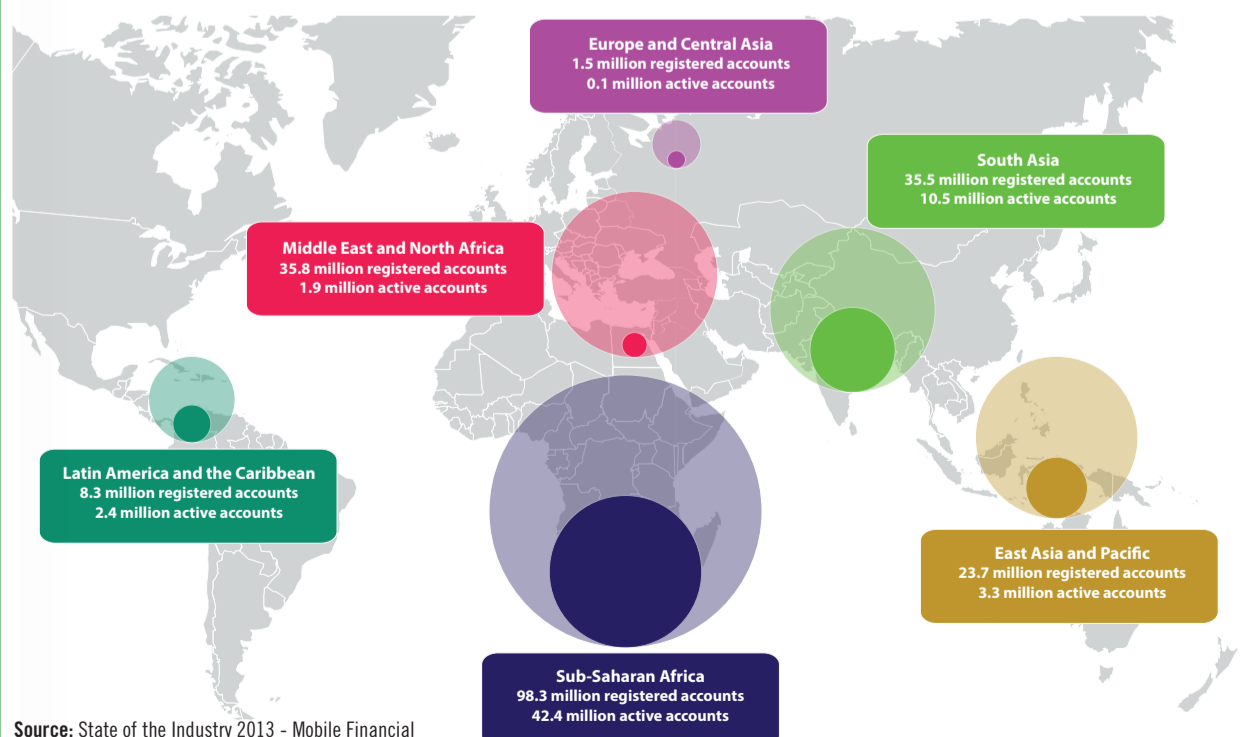 Europe and Central Asia
1.5 million registered accounts
0.1 million active accounts
South Asia
35.5 million registered accounts
10.5 million active accounts
Middle East and North Africa
35.8 million registered accounts
1.9 million active accounts
Latin America and the Caribbean
8.3 million registered accounts
2.4 million active accounts
East Asia and Pacific
23.7 million registered accounts
3.3 million active accounts
Sub-Saharan Africa
98.3 million registered accounts
42.4 million active accounts
Source: State of the Industry 2013 - Mobile Financial